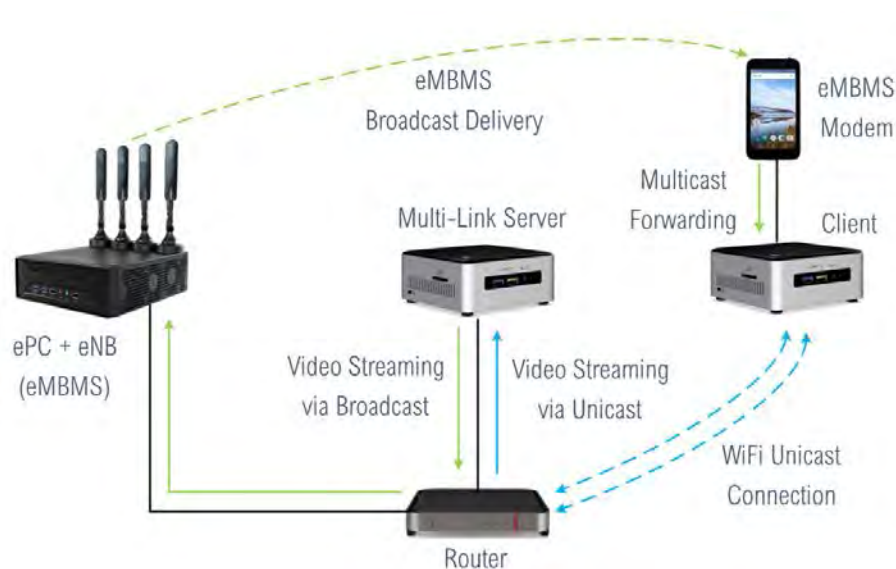 eMBMS
Broadcast Delivery
eMBMS
Modem
Multicast
Forwarding
Multi-Link Server
Client
ePC + eNB
(eMBMS)
Video Streaming
via Broadcast
Video Streaming
via Unicast
WiFi Unicast
Connection
Router